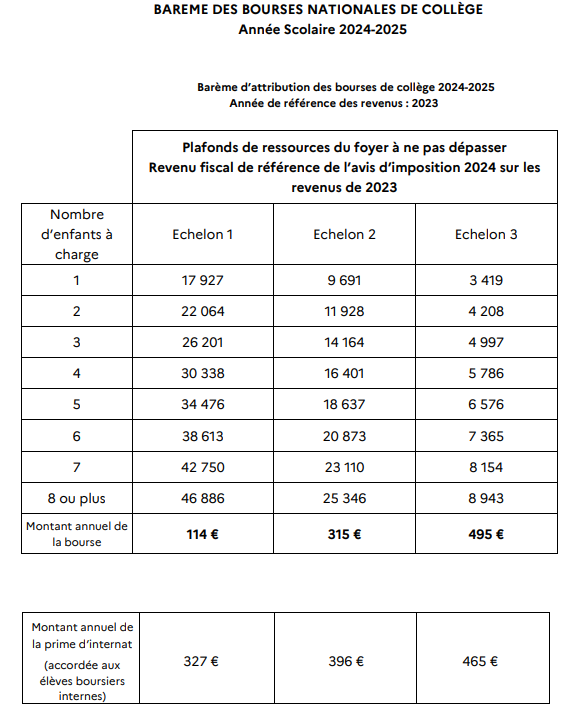 BAREME DES BOURSES NATIONALES DE COLLÈGE
Année Scolaire 2024-2025
Barème d’attribution des bourses de collège 2024-2025
Année de référence des revenus : 2023
Plafonds de ressources du foyer à ne pas dépasser
Revenu fiscal de référence de l’avis d’imposition 2024 sur les
revenus de 2023
Nombre
d’enfants à
charge
Echelon 1 Echelon 2 Echelon 3
1 17 927 9 691 3 419
2 22 064 11 928 4 208
3 26 201 14 164 4 997
4 30 338 16 401 5 786
5 34 476 18 637 6 576
6 38 613 20 873 7 365
7 42 750 23 110 8 154
8 ou plus 46 886 25 346 8 943
Montant annuel de
la bourse
114 € 315 € 495 €
Montant annuel de
la prime d’internat
(accordée aux
élèves boursiers
internes)
327 € 396 € 465 €